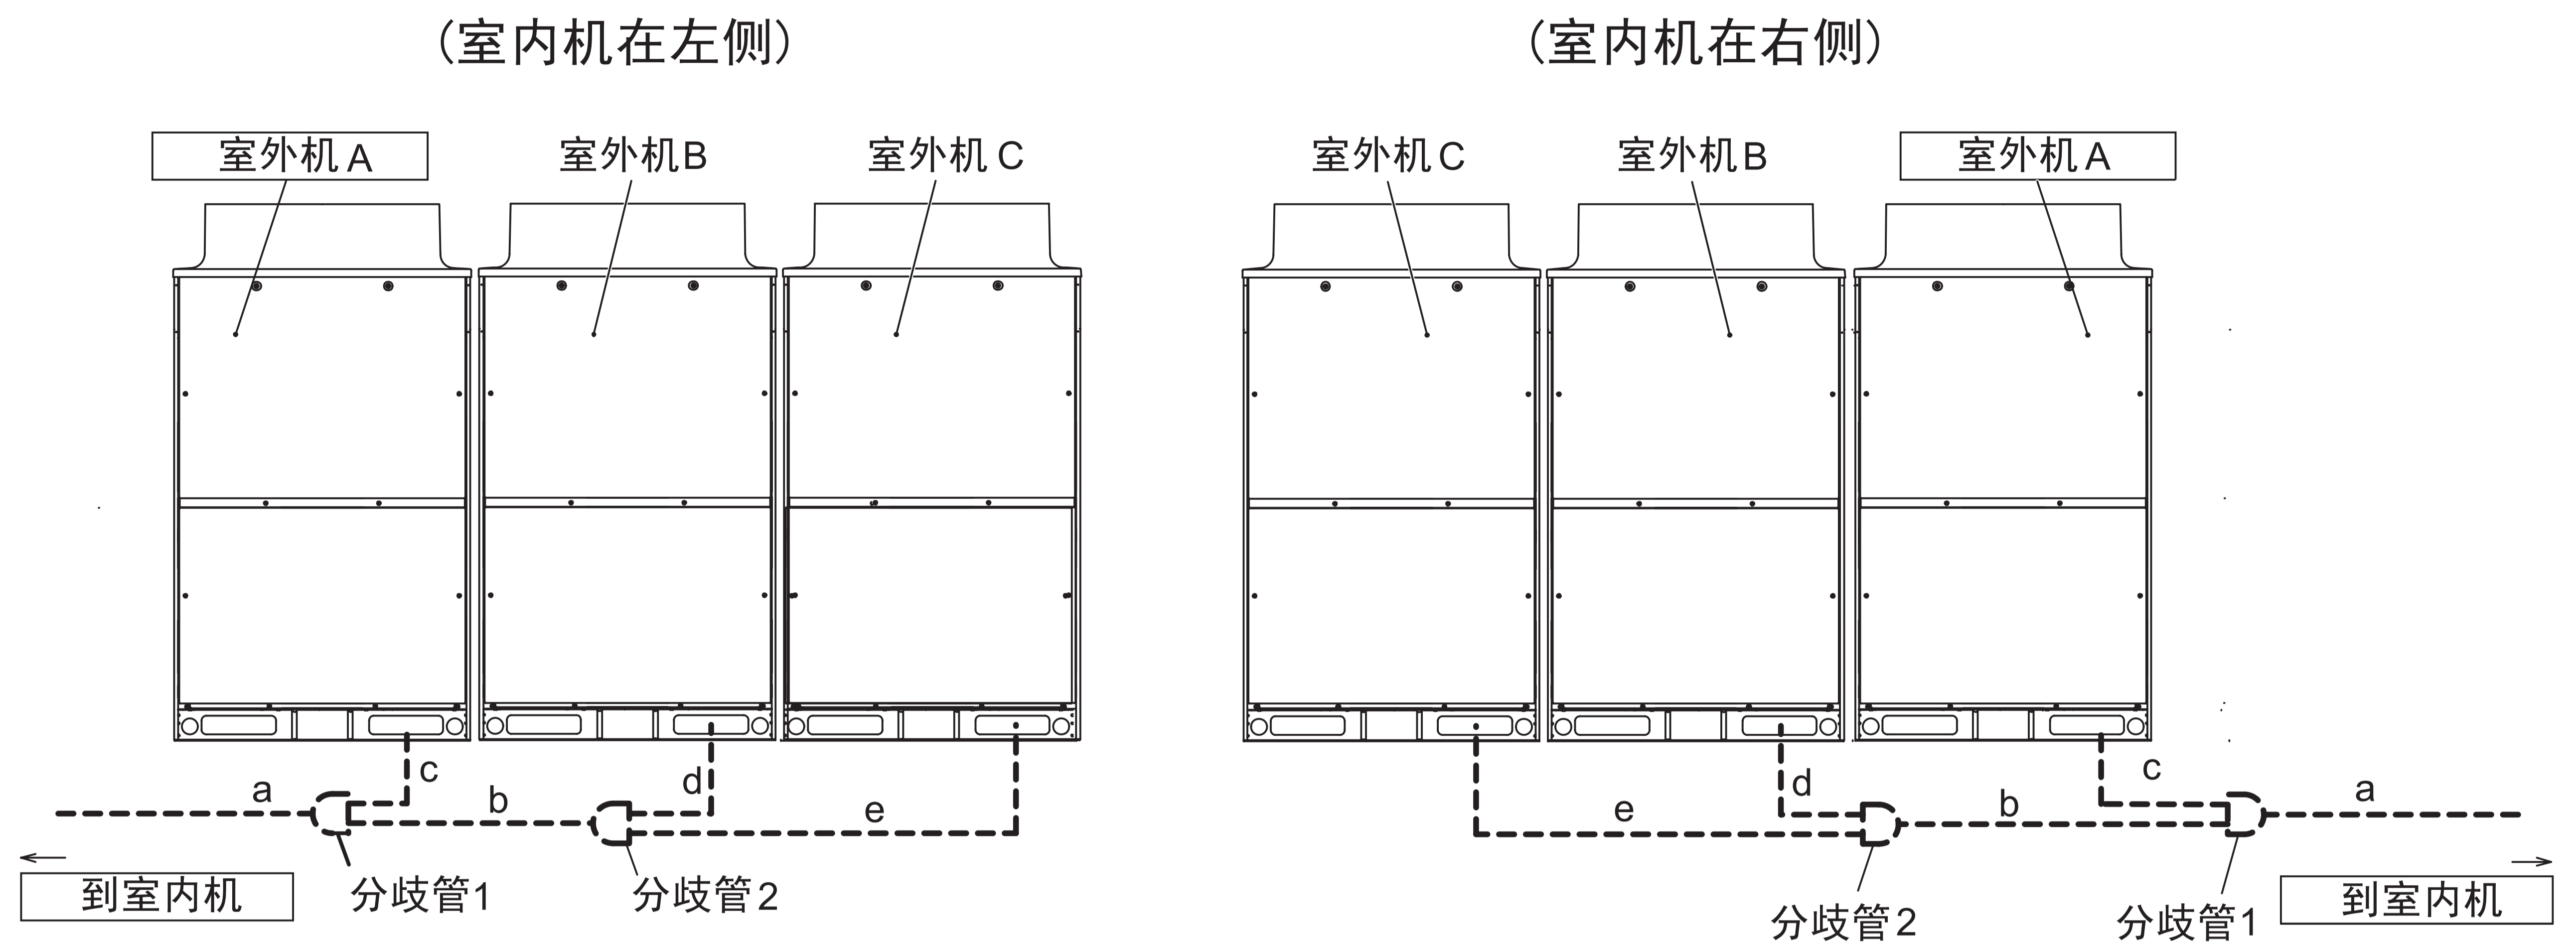 (室内机在左侧)
室外机 A
室外机B
室外机 C
c
a
b
d
e
到室内机
分歧管1
分歧管2
(室内机在右侧)
室外机C
室外机B
室外机 A
e
d
b
c
a
分歧管2
分歧管1
到室内机